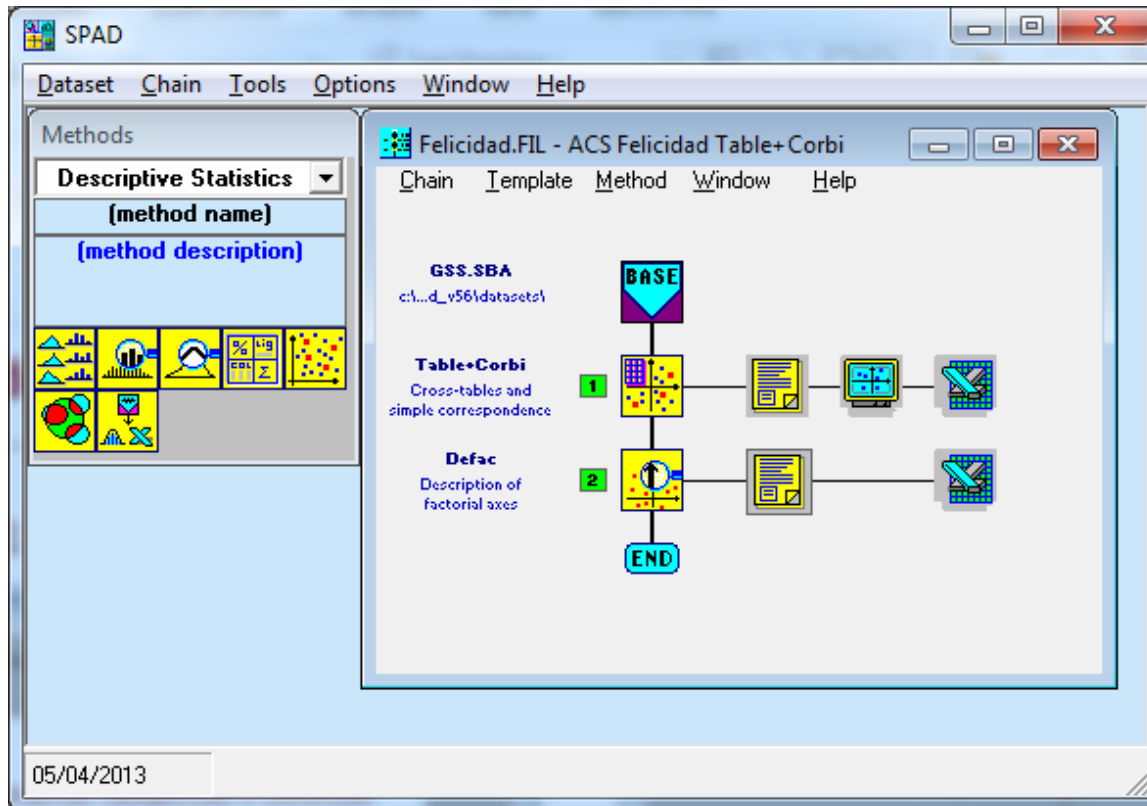 SPAD
Dataset Chain Tools Options Window Help
Methods
Descriptive Statistics
(method name)
(method description)
Felicidad.FIL - ACS Felicidad Table+Corbi
Chain Template Method Window Help
GSS.SBA
c:\...d_v56\datasets\
BASE
Table+Corbi
Cross-tables and
simple correspondence
1
Defac
Description of
factorial axes
2
END
05/04/2013